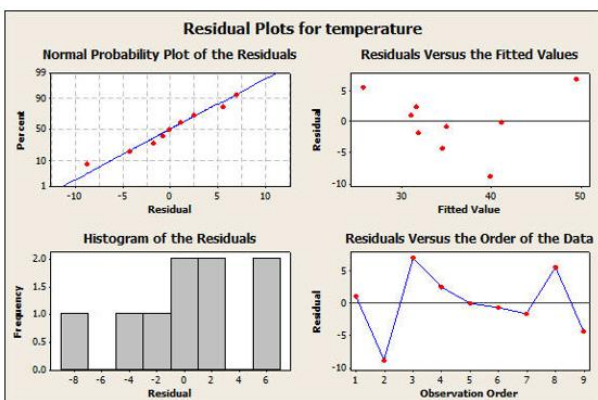 Residual Plots for temperature
Normal Probability Plot of the Residuals
99
90
50
10
1
Percent
-10 -5 0 5 10
Residual
Residuals Versus the Fitted Values
5
0
-5
-10
Residual
30 40 50
Fitted Value
Histogram of the Residuals
2.0
1.5
1.0
0.5
0.0
Frequency
-8 -6 -4 -2 0 2 4 6
Residual
Residuals Versus the Order of the Data
5
0
-5
-10
Residual
1 2 3 4 5 6 7 8 9
Observation Order